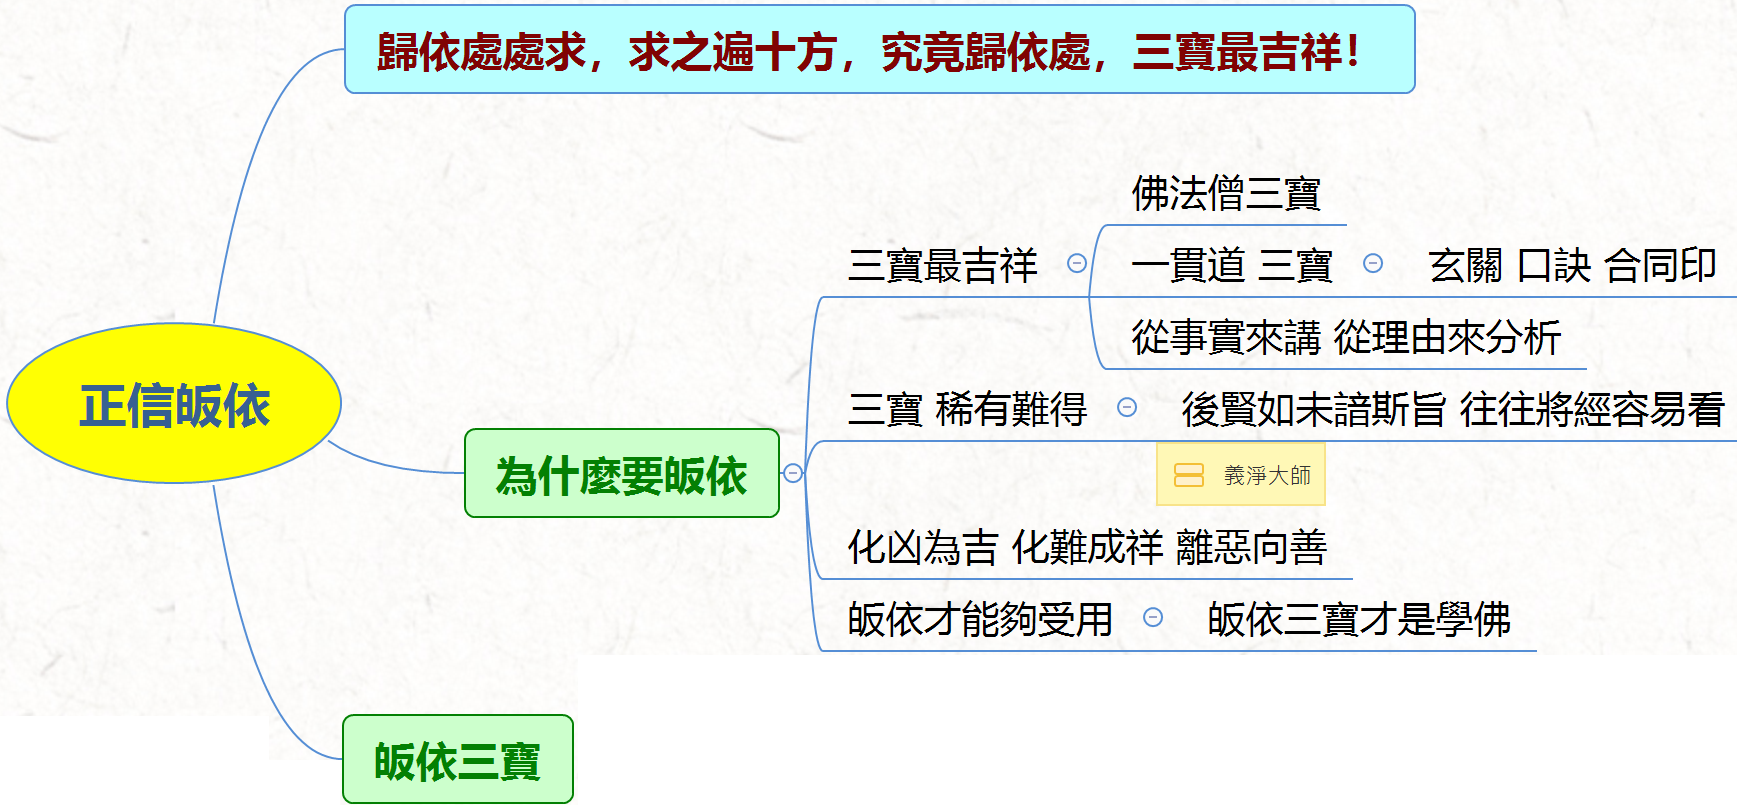 歸依處處求，求之遍十方，究竟歸依處，三寶最吉祥！
佛法僧三寶
三寶最吉祥
一貫道 三寶
玄關 口訣 合同印
從事實來講 從理由來分析
正信皈依
三寶 稀有難得
後賢如未諳斯旨 往往將經容易看
為什麼要皈依
義淨大師
化凶為吉 化難成祥 離惡向善
皈依才能夠受用
皈依三寶才是學佛
皈依三寶